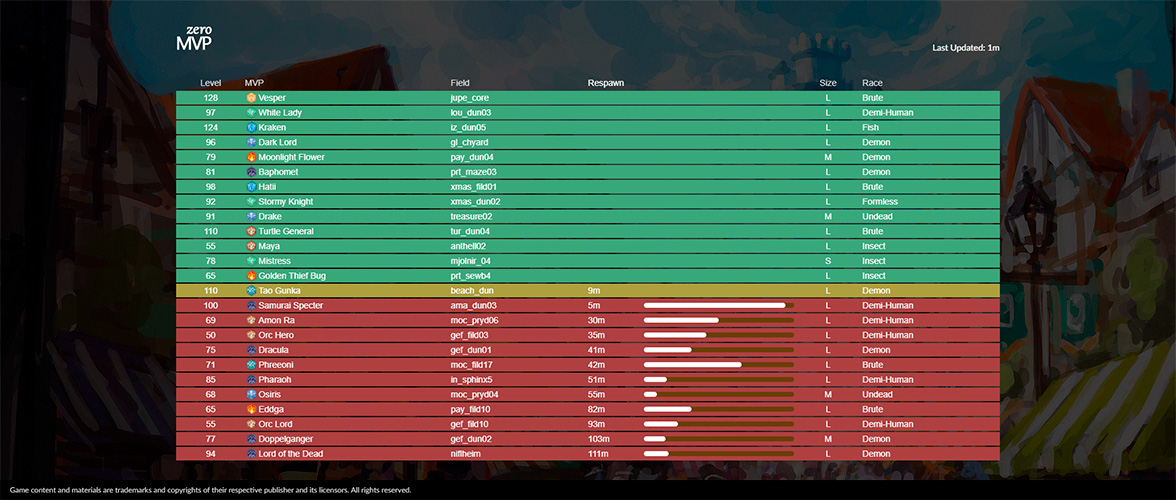 zero
MVP
Last Updated: 1m
Level MVP Field Respawn Size Race
128 Vesper jupe_core L Brute
97 White Lady lou_dun03 L Demi-Human
124 Kraken iz_dun05 L Fish
96 Dark Lord gl_chyard L Demon
79 Moonlight Flower pay_dun04 M Demon
81 Baphomet prt_maze03 L Demon
98 Hatii xmas_fild01 L Brute
92 Stormy Knight xmas_dun02 L Formless
91 Drake treasure02 M Undead
110 Turtle General tur_dun04 L Brute
55 Maya anthell02 L Insect
78 Mistress mjolnir_04 S Insect
65 Golden Thief Bug prt_sewb4 L Insect
110 Tao Gunka beach_dun 9m L Demon
100 Samurai Specter ama_dun03 5m L Demi-Human
69 Amon Ra moc_pryd06 30m L Demi-Human
50 Orc Hero gef_fild03 35m L Demi-Human
75 Dracula gef_dun01 41m L Demon
71 Phreeoni moc_fild17 42m L Brute
85 Pharaoh in_sphinx5 51m L Demi-Human
68 Osiris moc_pryd04 55m M Undead
65 Eddga pay_fild10 82m L Brute
55 Orc Lord gef_fild10 93m L Demi-Human
77 Doppelganger gef_dun02 103m M Demon
94 Lord of the Dead niflheim 111m L Demon
Game content and materials are trademarks and copyrights of their respective publisher and its licensors. All rights reserved.